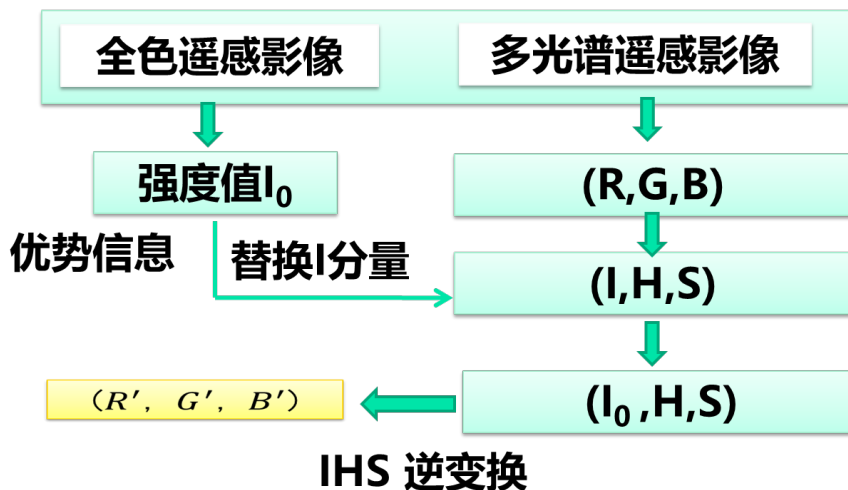 全色遥感影像
多光谱遥感影像
强度值I₀
(R,G,B)
优势信息
替换I分量
(I,H,S)
(I₀ ,H,S)
(R′, G′, B′)
IHS 逆变换